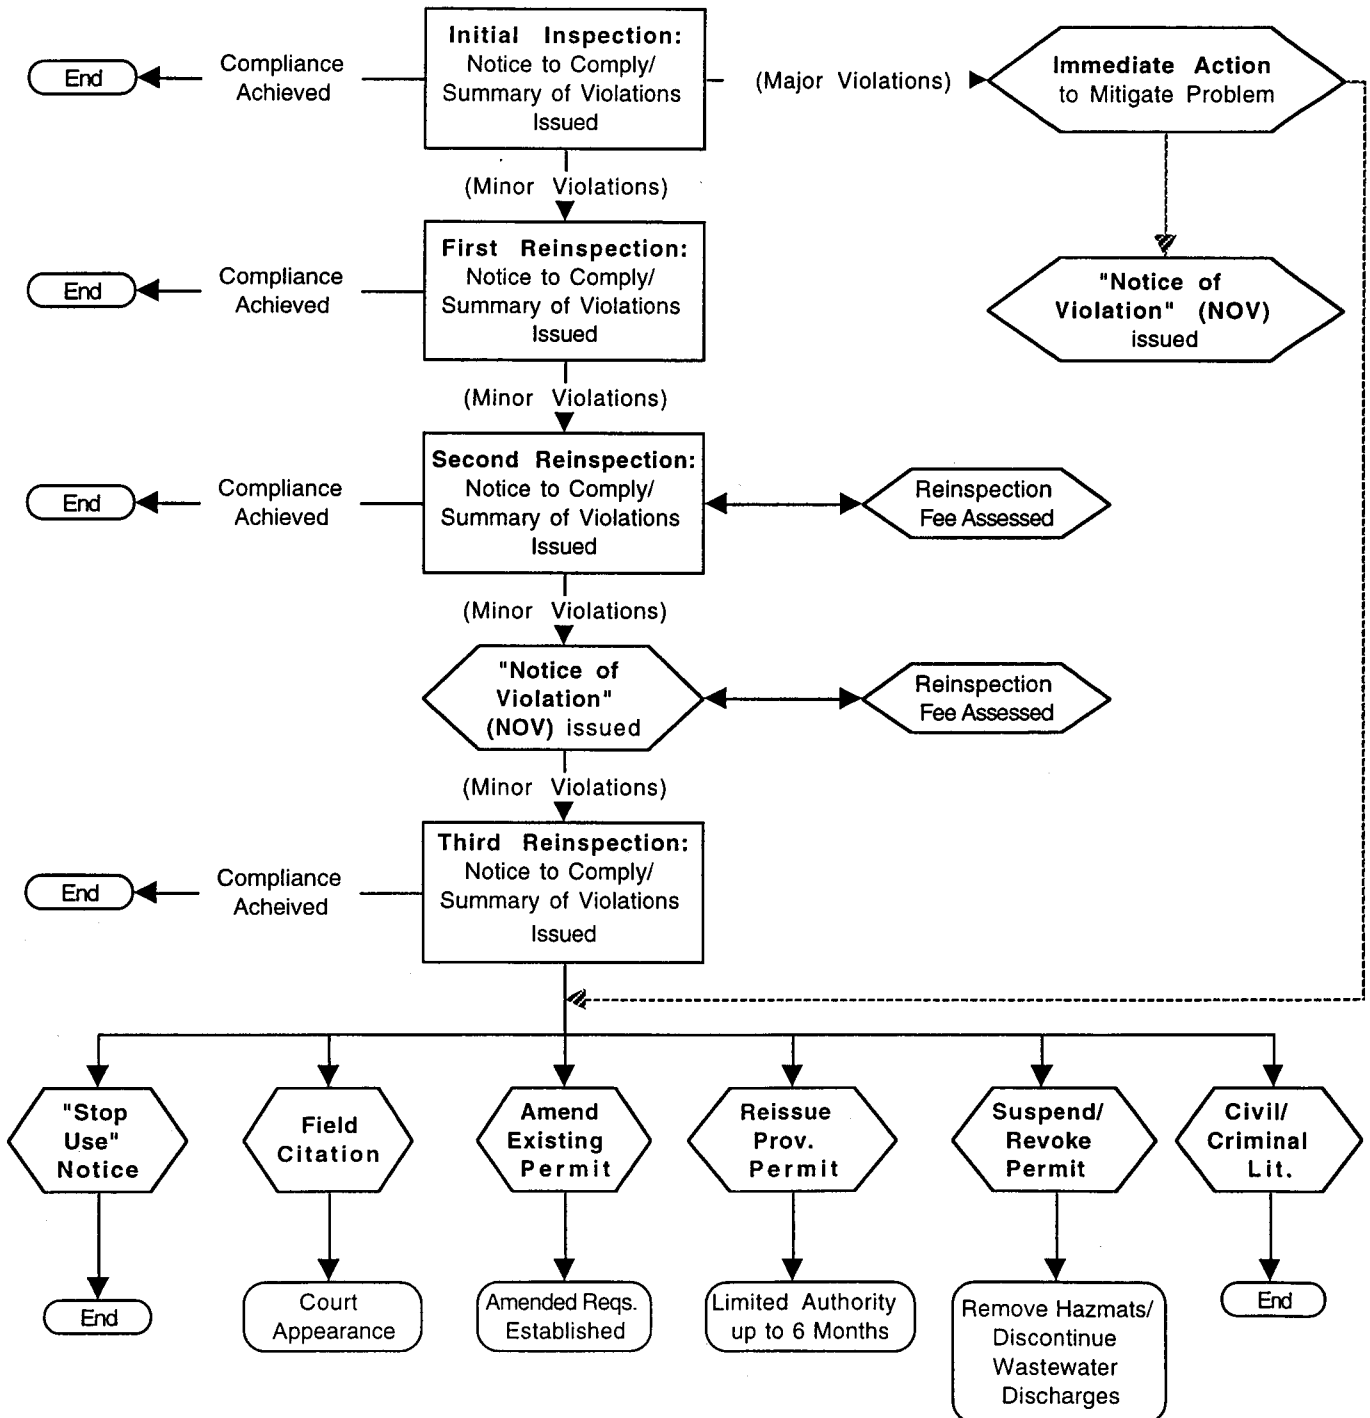 Initial Inspection:
Notice to Comply/
Summary of Violations
Issued
End
Compliance
Achieved
(Major Violations)
Immediate Action
to Mitigate Problem
(Minor Violations)
First Reinspection:
Notice to Comply/
Summary of Violations
Issued
End
Compliance
Achieved
"Notice of
Violation" (NOV)
issued
(Minor Violations)
Second Reinspection:
Notice to Comply/
Summary of Violations
Issued
End
Compliance
Achieved
Reinspection
Fee Assessed
(Minor Violations)
"Notice of
Violation"
(NOV) issued
Reinspection
Fee Assessed
(Minor Violations)
Third Reinspection:
Notice to Comply/
Summary of Violations
Issued
End
Compliance
Acheived
"Stop
Use"
Notice
Field
Citation
Amend
Existing
Permit
Reissue
Prov.
Permit
Suspend/
Revoke
Permit
Civil/
Criminal
Lit.
End
Court
Appearance
Amended Reqs.
Established
Limited Authority
up to 6 Months
Remove Hazmats/
Discontinue
Wastewater
Discharges
End